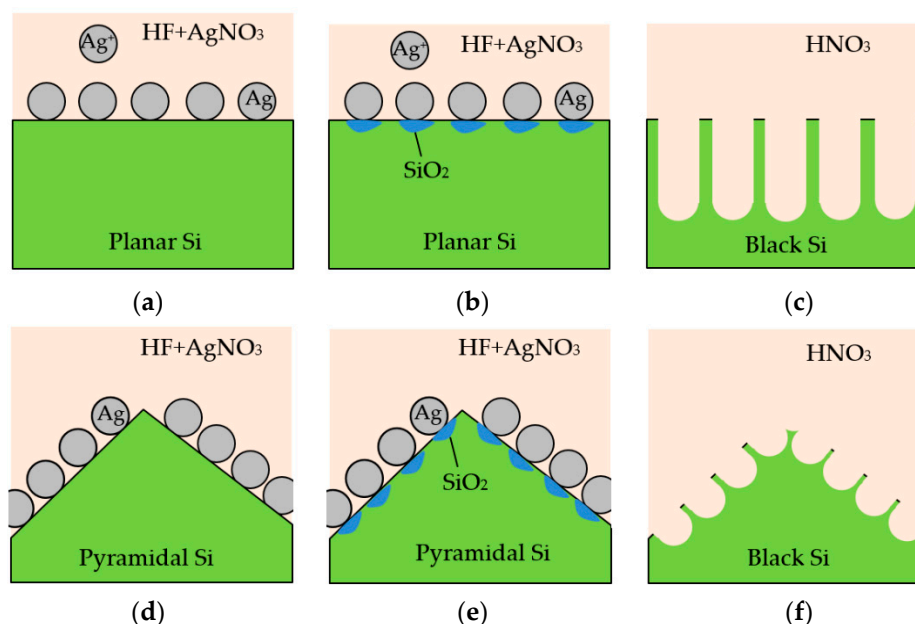 HF+AgNO₃
Ag⁺
Ag
Planar Si
(a)
HF+AgNO₃
Ag⁺
Ag
SiO₂
Planar Si
(b)
HNO₃
Black Si
(c)
HF+AgNO₃
Ag
Pyramidal Si
(d)
HF+AgNO₃
Ag
SiO₂
Pyramidal Si
(e)
HNO₃
Black Si
(f)